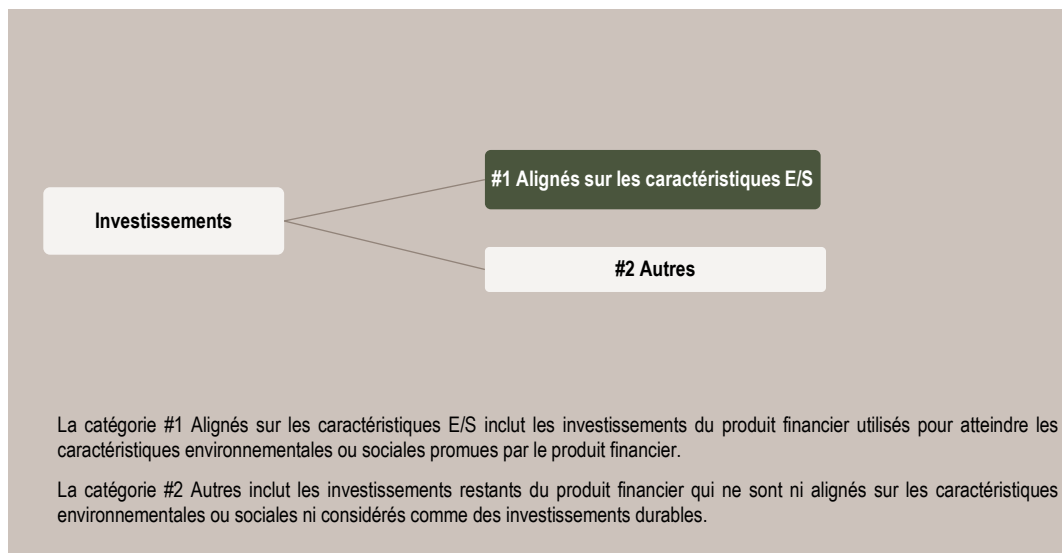 #1 Alignés sur les caractéristiques E/S
Investissements
#2 Autres
La catégorie #1 Alignés sur les caractéristiques E/S inclut les investissements du produit financier utilisés pour atteindre les
caractéristiques environnementales ou sociales promues par le produit financier.
La catégorie #2 Autres inclut les investissements restants du produit financier qui ne sont ni alignés sur les caractéristiques
environnementales ou sociales ni considérés comme des investissements durables.